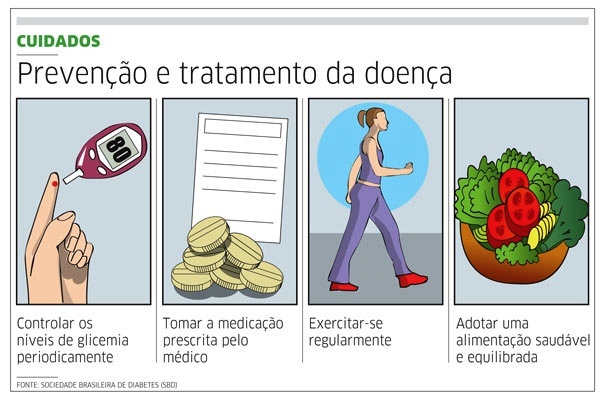 CUIDADOS
Prevenção e tratamento da doença
80
Controlar os
níveis de glicemia
periodicamente
Tomar a medicação
prescrita pelo
médico
Exercitar-se
regularmente
Adotar uma
alimentação saudável
e equilibrada
FONTE: SOCIEDADE BRASILEIRA DE DIABETES (SBD)